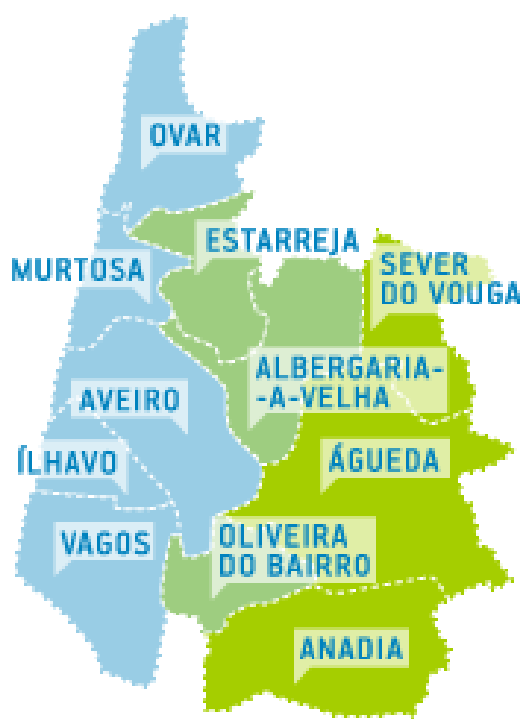 OVAR
ESTARREJA
MURTOSA
SEVER
DO VOUGA
ALBERGARIA-
-A-VELHA
AVEIRO
ÍLHAVO
ÁGUEDA
VAGOS
OLIVEIRA
DO BAIRRO
ANADIA